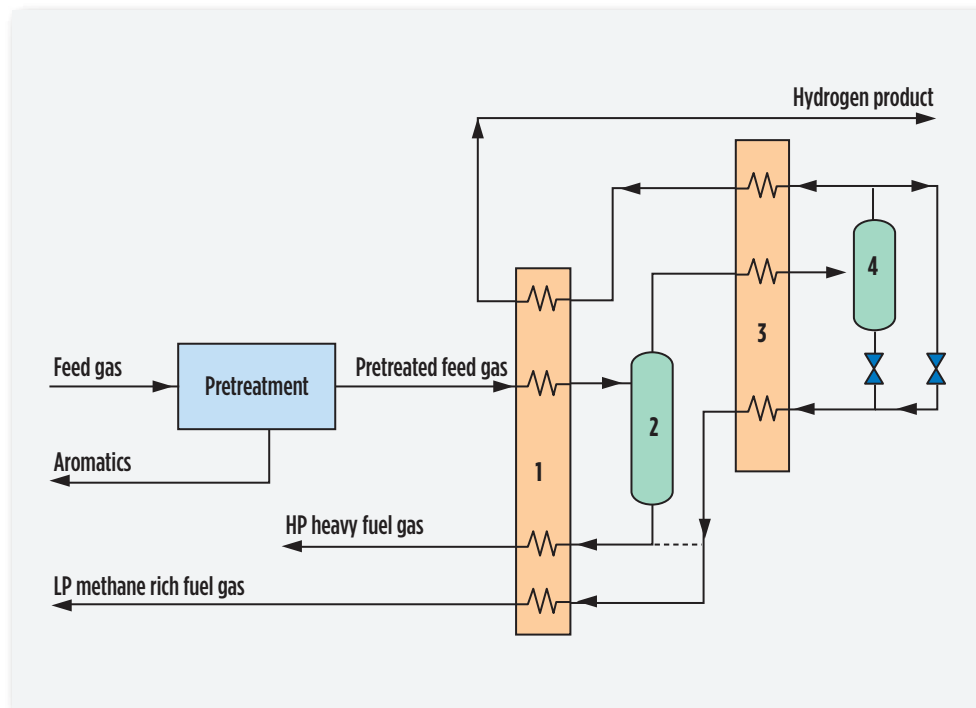 Hydrogen product
4
3
Feed gas
Pretreatment
Pretreated feed gas
2
Aromatics
1
HP heavy fuel gas
LP methane rich fuel gas